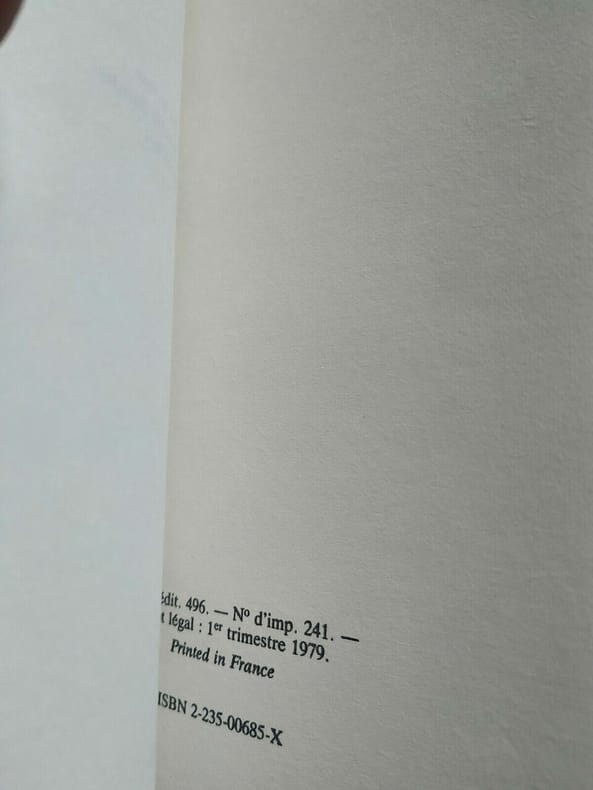 édit. 496. — Nº d'imp. 241. —
t légal : 1er trimestre 1979.
Printed in France
ISBN 2-235-00685-X